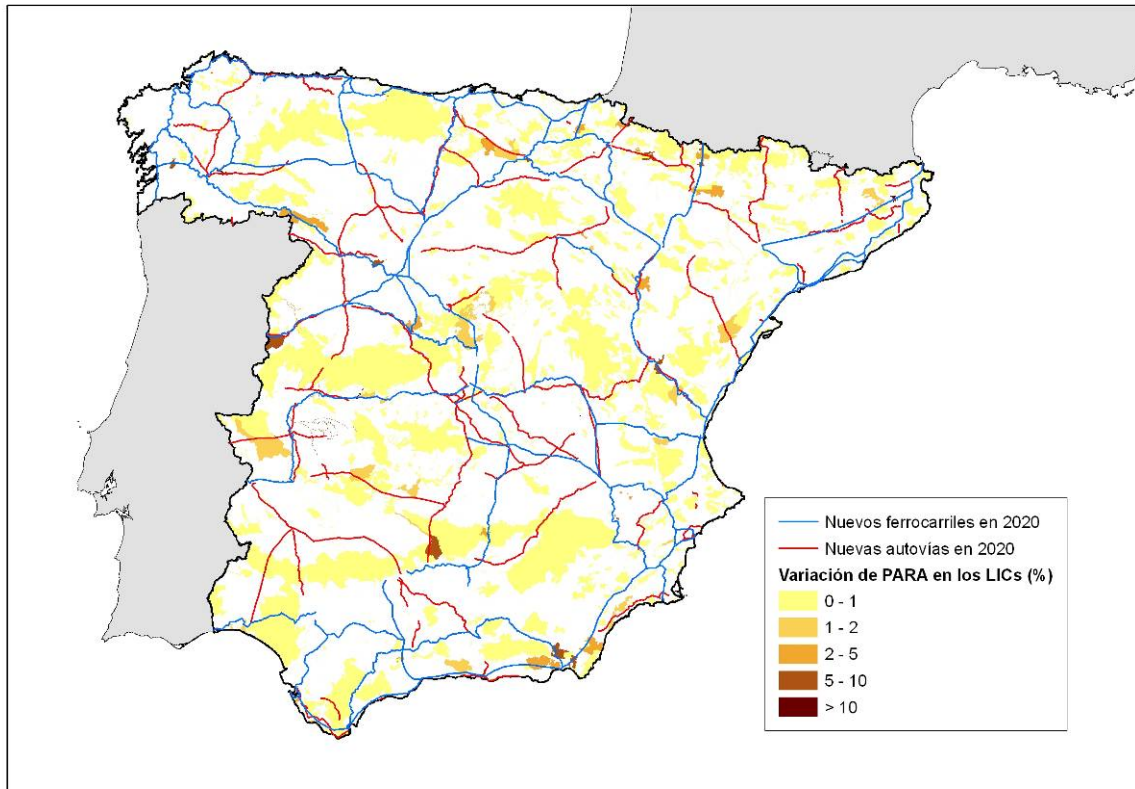 Nuevos ferrocarriles en 2020
Nuevas autovías en 2020
Variación de PARA en los LICs (%)
0 - 1
1 - 2
2 - 5
5 - 10
> 10